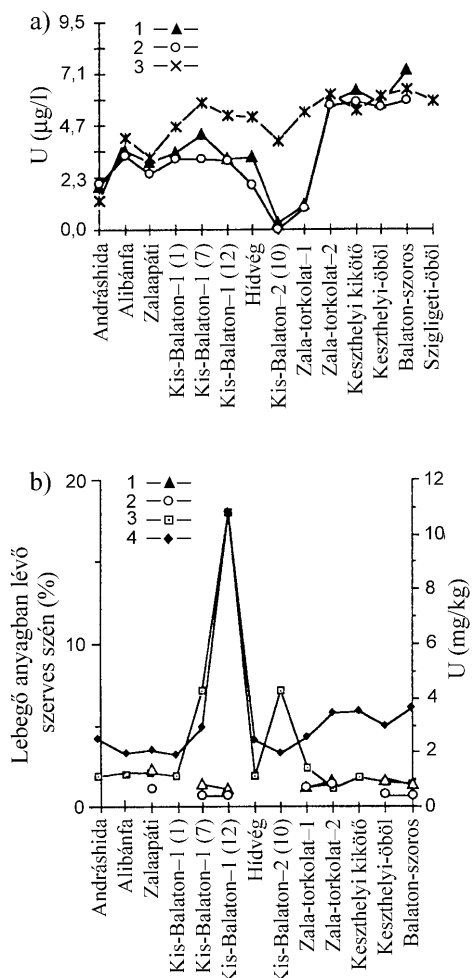 a)
9,5
7,1
4,7
2,3
0,0
U (µg/l)
1
2
3
Andráshida
Alibánfa
Zalaapáti
Kis-Balaton–1 (1)
Kis-Balaton–1 (7)
Kis-Balaton–1 (12)
Hídvég
Kis-Balaton–2 (10)
Zala-torkolat–1
Zala-torkolat–2
Keszthelyi kikötő
Keszthelyi-öböl
Balaton-szoros
Szigligeti-öböl
b)
20
10
0
Lebegő anyagban lévő
szerves szén (%)
1
2
3
4
12
10
8
6
4
2
0
U (mg/kg)
Andráshida
Alibánfa
Zalaapáti
Kis-Balaton–1 (1)
Kis-Balaton–1 (7)
Kis-Balaton–1 (12)
Hídvég
Kis-Balaton–2 (10)
Zala-torkolat–1
Zala-torkolat–2
Keszthelyi kikötő
Keszthelyi-öböl
Balaton-szoros